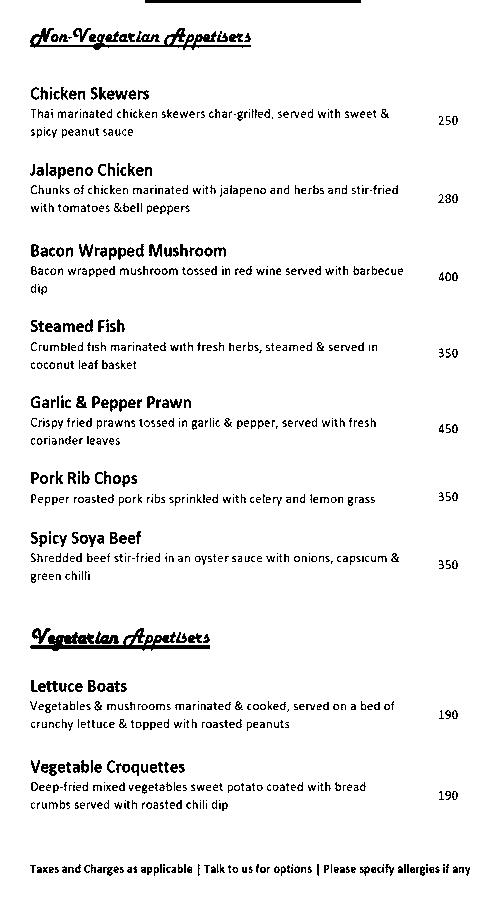 Non-Vegetarian Appetisers
Chicken Skewers
Thai marinated chicken skewers char-grilled, served with sweet &
spicy peanut sauce
250
Jalapeno Chicken
Chunks of chicken marinated with jalapeno and herbs and stir-fried
with tomatoes &bell peppers
280
Bacon Wrapped Mushroom
Bacon wrapped mushroom tossed in red wine served with barbecue
dip
400
Steamed Fish
Crumbled fish marinated with fresh herbs, steamed & served in
coconut leaf basket
350
Garlic & Pepper Prawn
Crispy fried prawns tossed in garlic & pepper, served with fresh
coriander leaves
450
Pork Rib Chops
Pepper roasted pork ribs sprinkled with celery and lemon grass
350
Spicy Soya Beef
Shredded beef stir-fried in an oyster sauce with onions, capsicum &
green chilli
350
Vegetarian Appetisers
Lettuce Boats
Vegetables & mushrooms marinated & cooked, served on a bed of
crunchy lettuce & topped with roasted peanuts
190
Vegetable Croquettes
Deep-fried mixed vegetables sweet potato coated with bread
crumbs served with roasted chili dip
190
Taxes and Charges as applicable | Talk to us for options | Please specify allergies if any